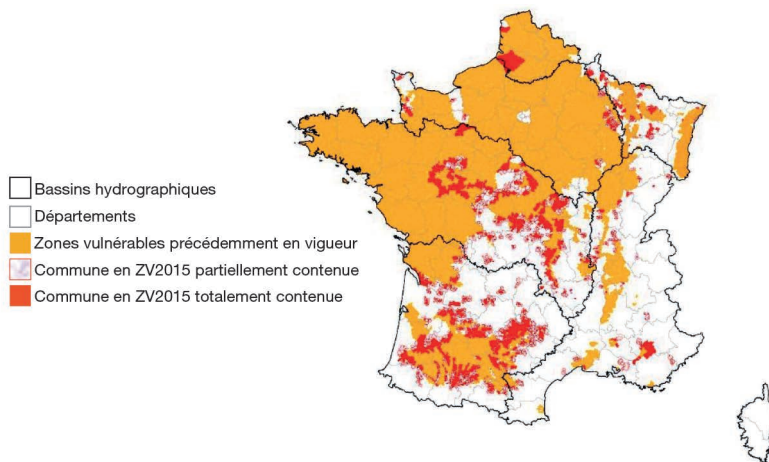 Bassins hydrographiques
Départements
Zones vulnérables précédemment en vigueur
Commune en ZV2015 partiellement contenue
Commune en ZV2015 totalement contenue